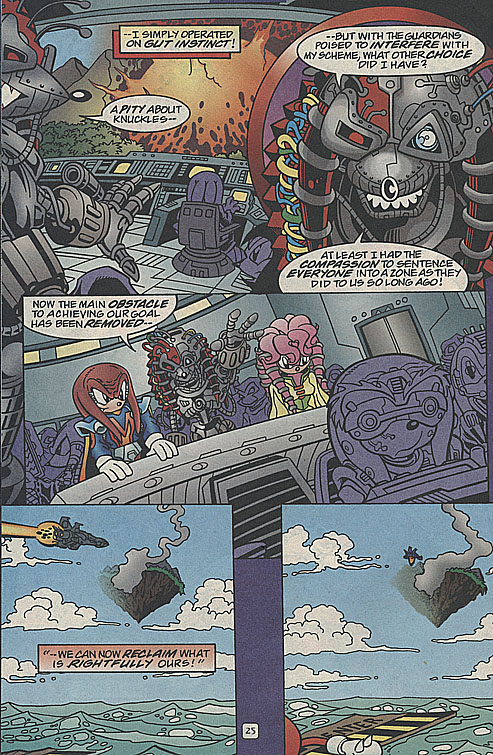 --I SIMPLY OPERATED
ON GUT INSTINCT!
A PITY ABOUT
KNUCKLES--
--BUT WITH THE GUARDIANS
POISED TO INTERFERE WITH
MY SCHEME, WHAT OTHER CHOICE
DID I HAVE?
AT LEAST I HAD THE
COMPASSION TO SENTENCE
EVERYONE INTO A ZONE AS THEY
DID TO US SO LONG AGO!
NOW THE MAIN OBSTACLE
TO ACHIEVING OUR GOAL
HAS BEEN REMOVED--
"--WE CAN NOW RECLAIM WHAT
IS RIGHTFULLY OURS!"
25